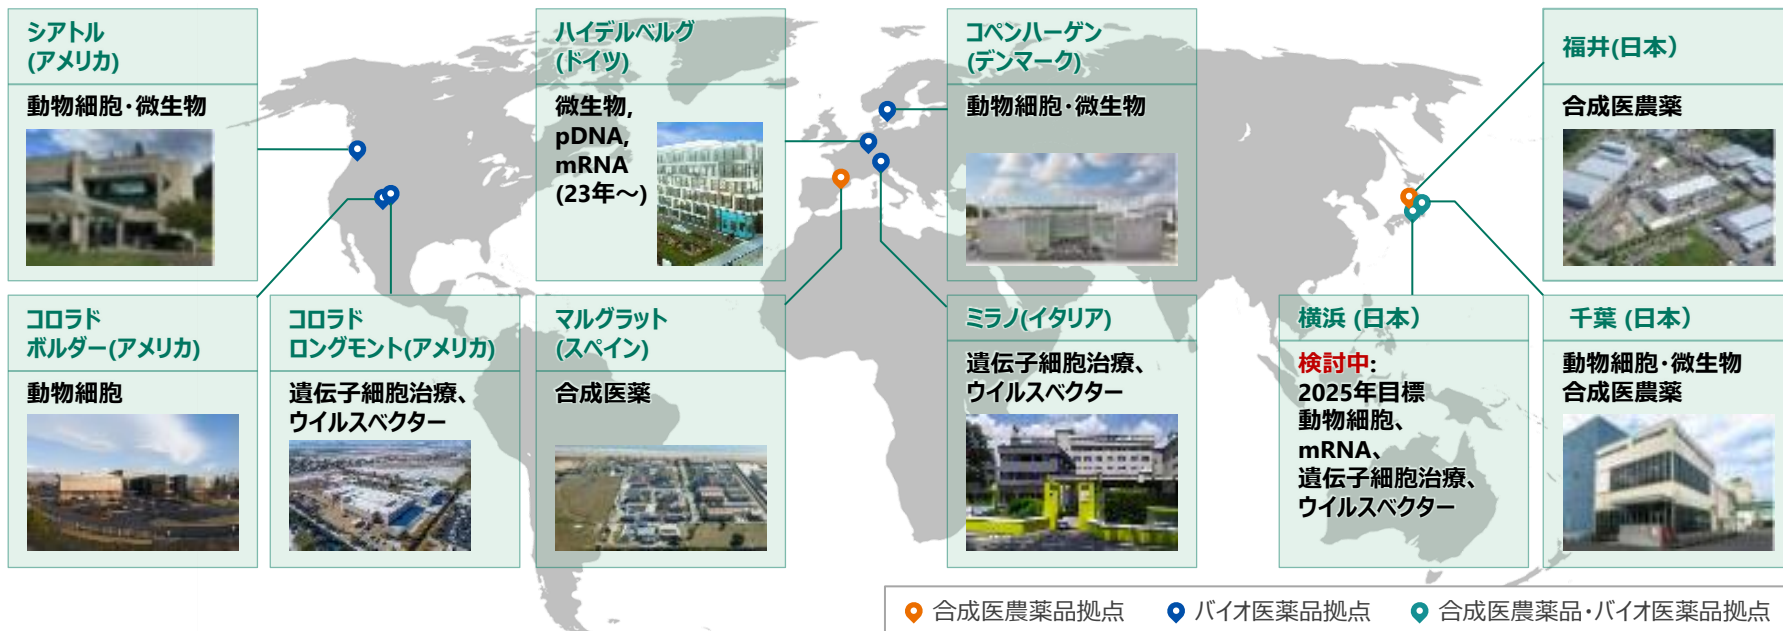 シアトル
(アメリカ)
動物細胞・微生物
ハイデルベルグ
(ドイツ)
微生物,
pDNA,
mRNA
(23年～)
コペンハーゲン
(デンマーク)
動物細胞・微生物
福井(日本)
合成医農薬
コロラド
ボルダー(アメリカ)
動物細胞
コロラド
ロングモント(アメリカ)
遺伝子細胞治療、
ウイルスベクター
マルグラット
(スペイン)
合成医薬
ミラノ(イタリア)
遺伝子細胞治療、
ウイルスベクター
横浜 (日本)
検討中:
2025年目標
動物細胞、
mRNA、
遺伝子細胞治療、
ウイルスベクター
千葉 (日本)
動物細胞・微生物
合成医農薬
合成医農薬品拠点
バイオ医薬品拠点
合成医農薬品・バイオ医薬品拠点